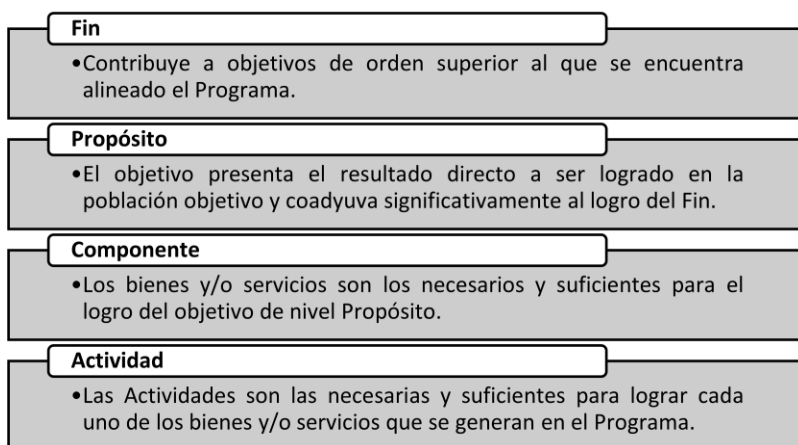 Fin
•Contribuye a objetivos de orden superior al que se encuentra
alineado el Programa.
Propósito
•El objetivo presenta el resultado directo a ser logrado en la
población objetivo y coadyuva significativamente al logro del Fin.
Componente
•Los bienes y/o servicios son los necesarios y suficientes para el
logro del objetivo de nivel Propósito.
Actividad
•Las Actividades son las necesarias y suficientes para lograr cada
uno de los bienes y/o servicios que se generan en el Programa.